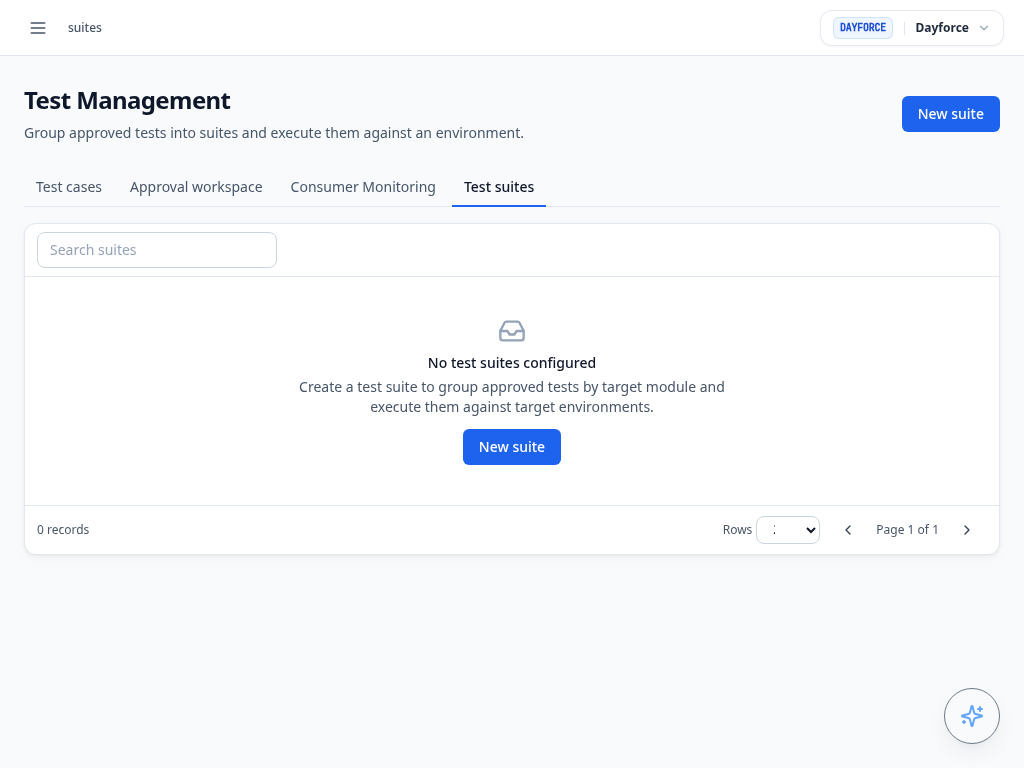 suites
DAYFORCE
Dayforce
Test Management
Group approved tests into suites and execute them against an environment.
New suite
Test cases
Approval workspace
Consumer Monitoring
Test suites
Search suites
No test suites configured
Create a test suite to group approved tests by target module and
execute them against target environments.
New suite
0 records
Rows
Page 1 of 1